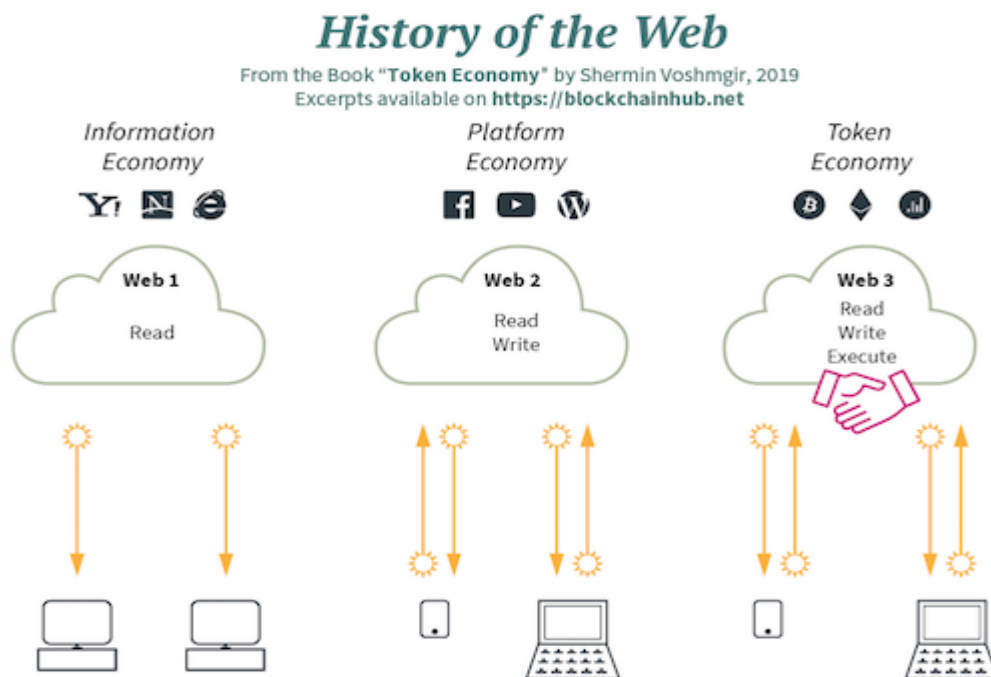 History of the Web
From the Book “Token Economy” by Shermin Voshmgir, 2019
Excerpts available on https://blockchainhub.net
Information
Economy
Platform
Economy
Token
Economy
Y!
N
e
f
W
B
Web 1
Read
Web 2
Read
Write
Web 3
Read
Write
Execute